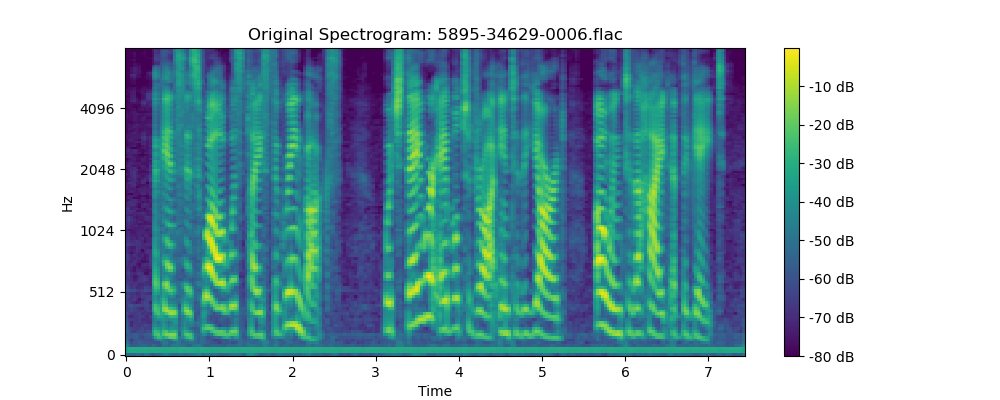 Original Spectrogram: 5895-34629-0006.flac
Hz
4096
2048
1024
512
0
0 1 2 3 4 5 6 7
Time
-10 dB
-20 dB
-30 dB
-40 dB
-50 dB
-60 dB
-70 dB
-80 dB